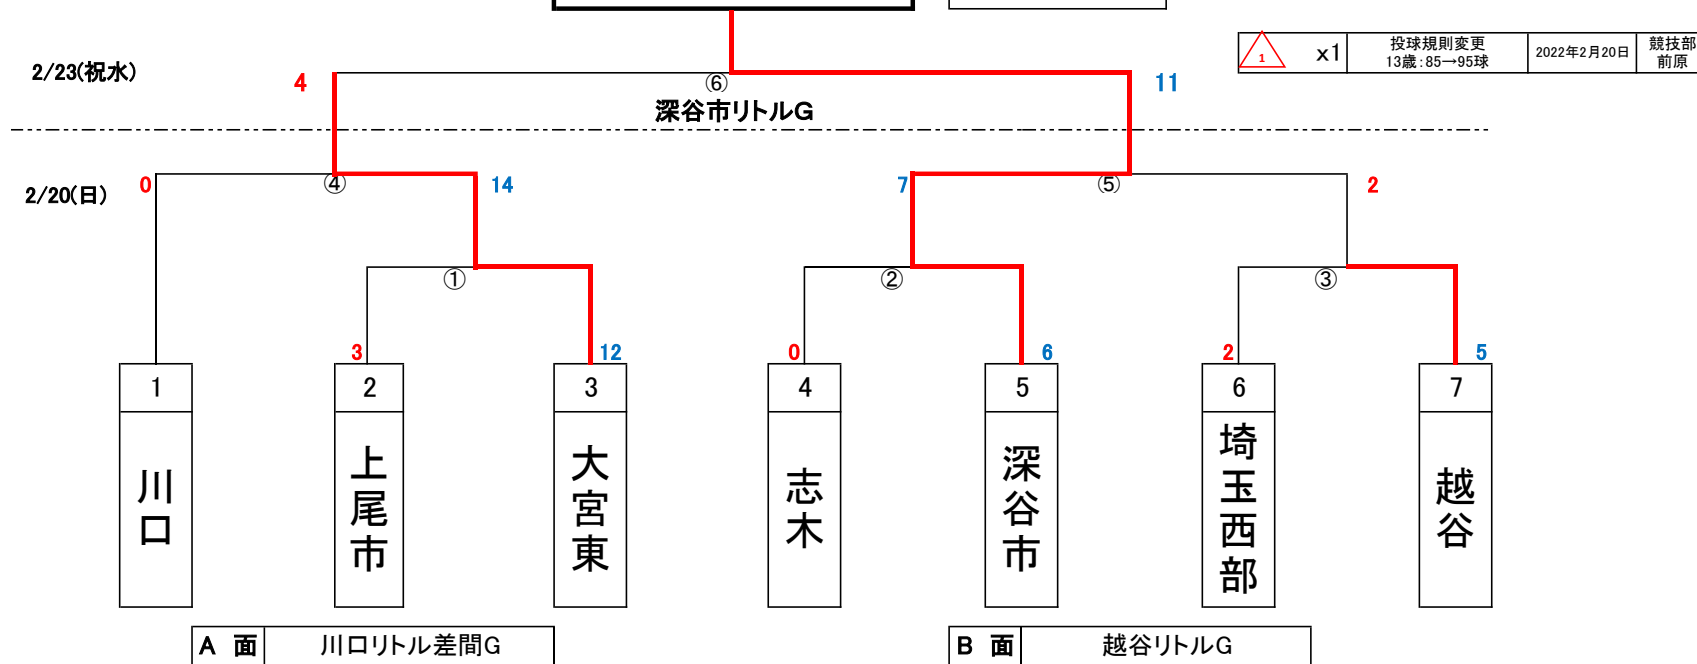 1
x1
投球規則変更
13歳：85→95球
2022年2月20日
競技部
前原
2/23(祝水)
4
⑥
11
深谷市リトルG
2/20(日)
0
④
14
7
⑤
2
①
②
③
3
12
0
6
2
5
1
2
3
4
5
6
7
川口
上尾市
大宮東
志木
深谷市
埼玉西部
越谷
A 面
川口リトル差間G
B 面
越谷リトルG